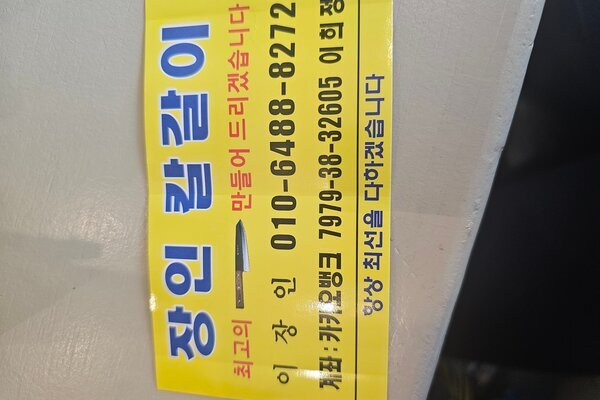 장인 칼갈이
최고의 만들어 드리겠습니다
이 장 인 010-6488-8272
계좌 : 카카오뱅크 7979-38-32605 이희정
항상 최선을 다하겠습니다